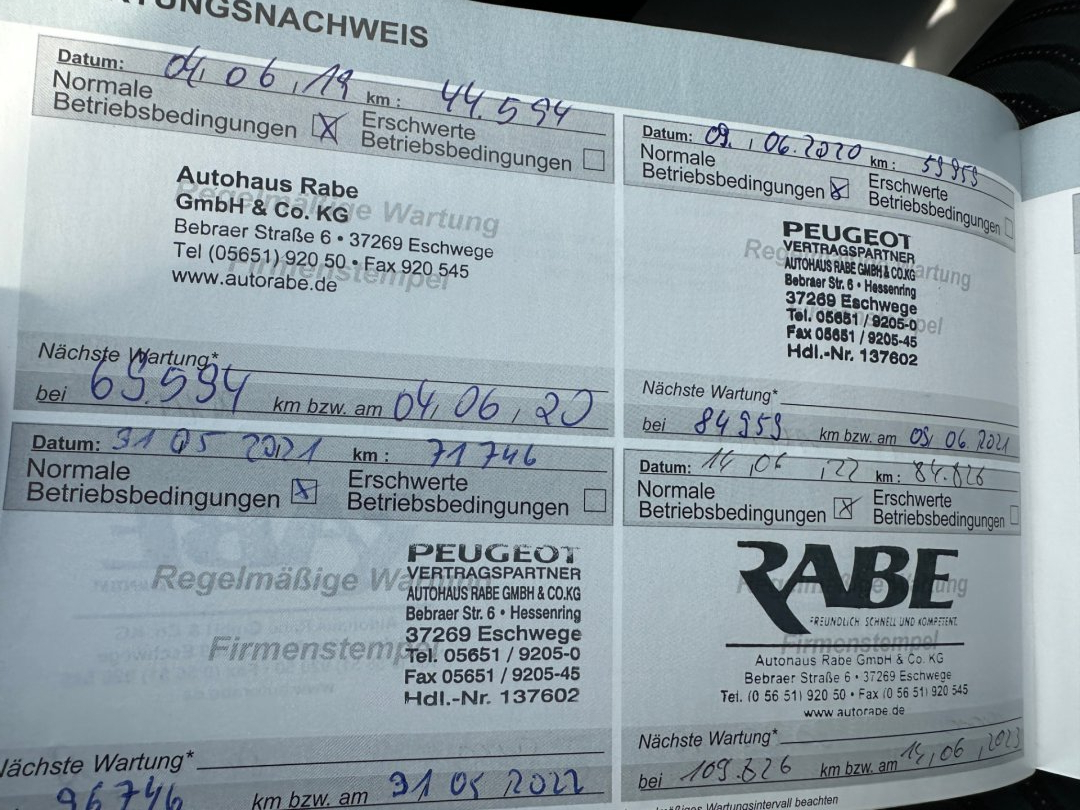 TUNGSNACHWEIS
Datum: 04.06.19 km: 44.594
Normale Betriebsbedingungen ☒ Erschwerte Betriebsbedingungen ☐
Autohaus Rabe
GmbH & Co. KG
Bebraer Straße 6 • 37269 Eschwege
Tel (05651) 920 50 • Fax 920 545
www.autorabe.de
Regelmäßige Wartung
Firmenstempel
Nächste Wartung*
bei 69.594 km bzw. am 04.06.20
Datum: 09.06.2020 km: 59959
Normale Betriebsbedingungen ☒ Erschwerte Betriebsbedingungen ☐
PEUGEOT
VERTRAGSPARTNER
AUTOHAUS RABE GMBH & CO.KG
Bebraer Str. 6 • Hessenring
37269 Eschwege
Tel. 05651 / 9205-0
Fax 05651 / 9205-45
Hdl.-Nr. 137602
Nächste Wartung*
bei 84959 km bzw. am 09.06.2021
Datum: 31 05 2021 km: 71746
Normale Betriebsbedingungen ☒ Erschwerte Betriebsbedingungen ☐
Regelmäßige Wartung
Firmenstempel
PEUGEOT
VERTRAGSPARTNER
AUTOHAUS RABE GMBH & CO.KG
Bebraer Str. 6 • Hessenring
37269 Eschwege
Tel. 05651 / 9205-0
Fax 05651 / 9205-45
Hdl.-Nr. 137602
Nächste Wartung*
96746 km bzw. am 31 05 2022
Datum: 14.06.22 km: 84.826
Normale Betriebsbedingungen ☒ Erschwerte Betriebsbedingungen ☐
RABE
FREUNDLICH SCHNELL UND KOMPETENT.
Firmenstempel
Autohaus Rabe GmbH & Co. KG
Bebraer Straße 6 • 37269 Eschwege
Tel. (0 56 51) 920 50 • Fax (0 56 51) 920 545
www.autorabe.de
Nächste Wartung*
bei 109.826 km bzw. am 14.06.2023
Wartungsintervall beachten